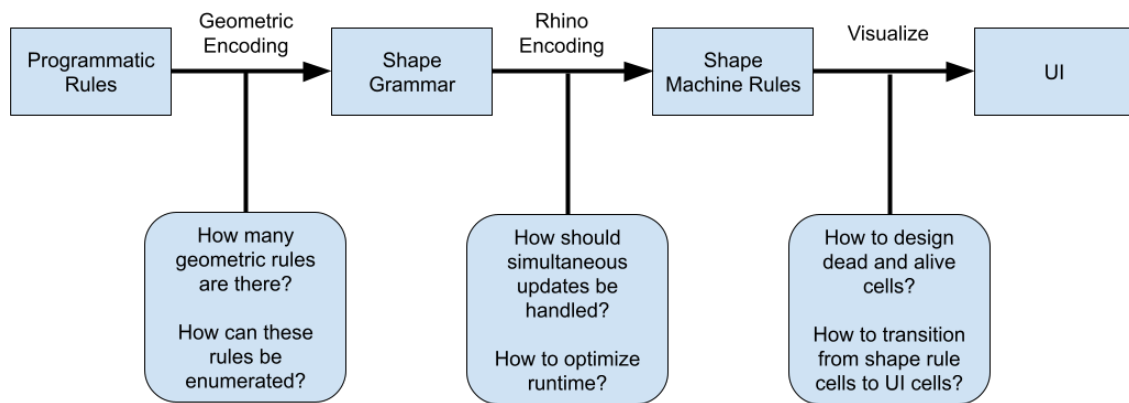 Geometric
Encoding
Rhino
Encoding
Visualize
Programmatic
Rules
Shape
Grammar
Shape
Machine Rules
UI
How many
geometric rules
are there?
How can these
rules be
enumerated?
How should
simultaneous
updates be
handled?
How to optimize
runtime?
How to design
dead and alive
cells?
How to transition
from shape rule
cells to UI cells?